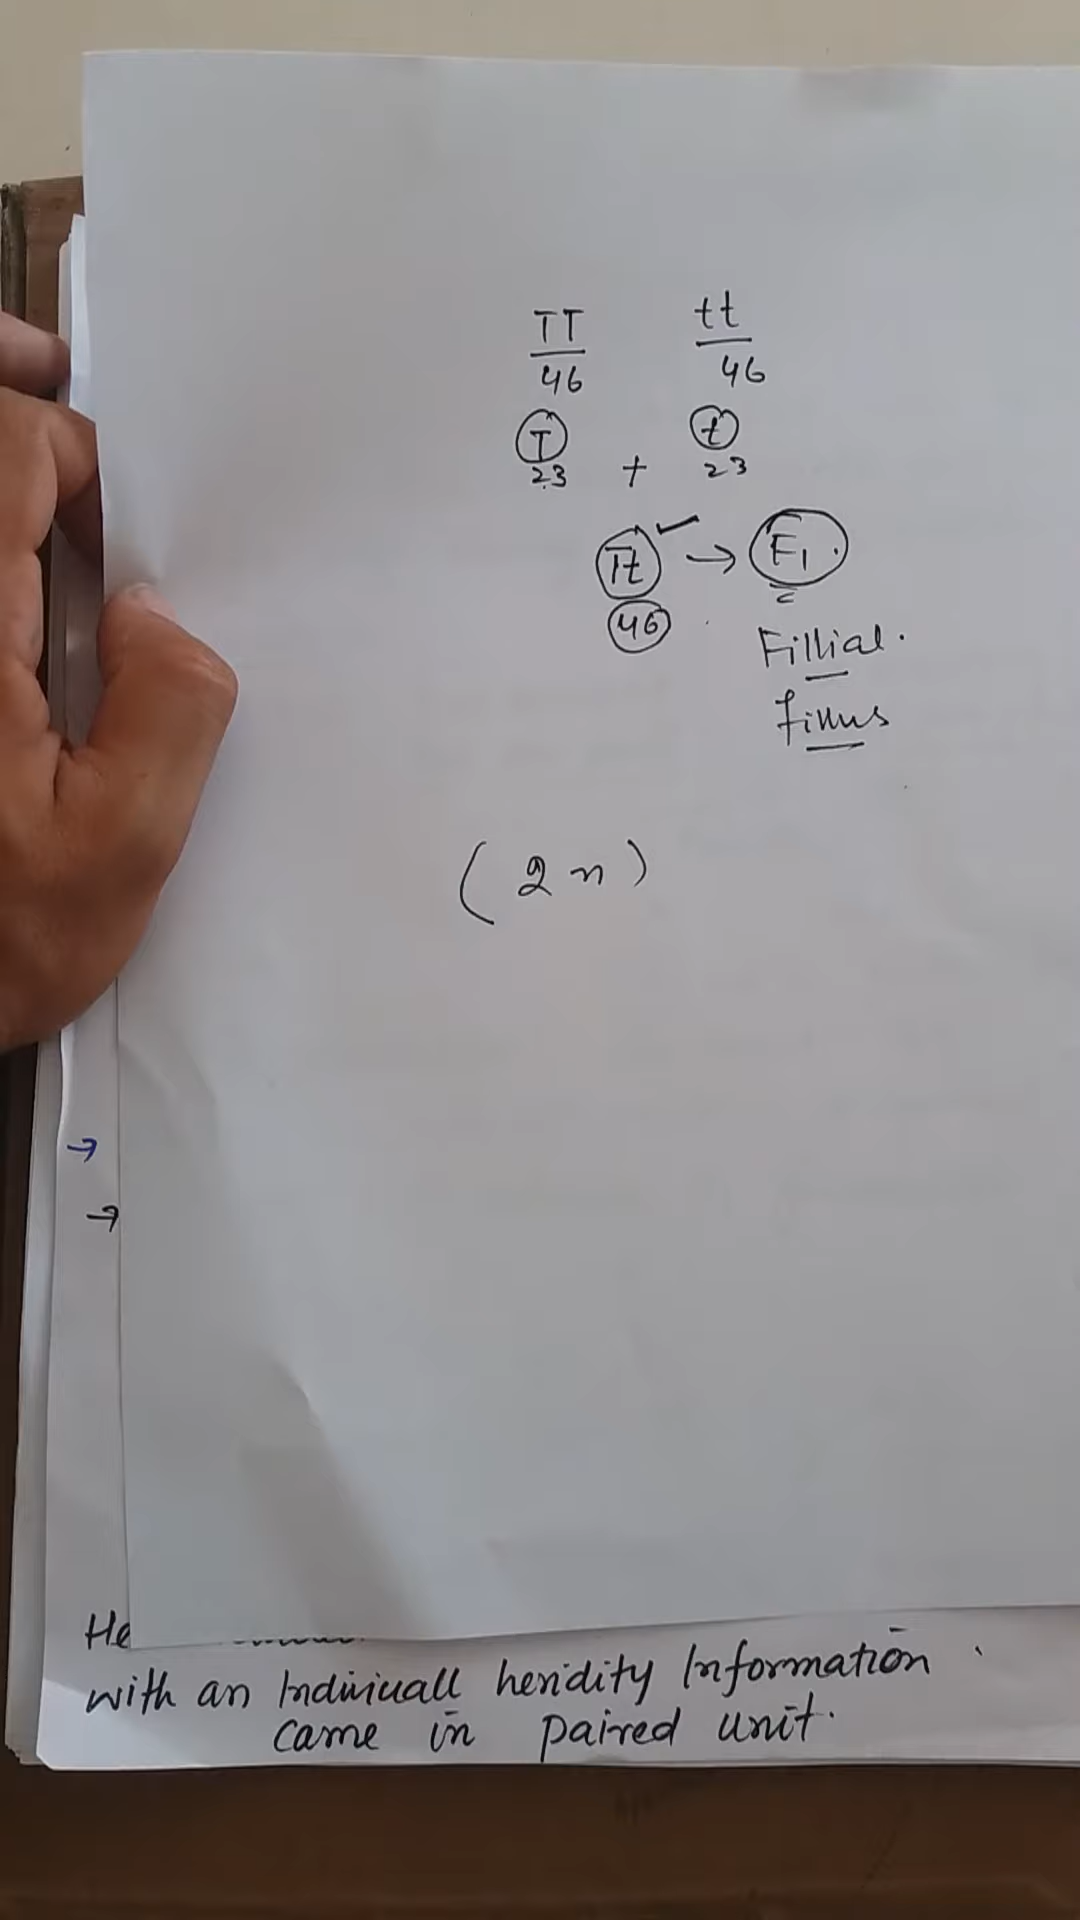 TT tt
46 46
T t
23 + 23
Tt → F1.
46
Fillial.
fillus
(2n)
→
→
He
with an Indiviuall heridity Information
came in paired unit.